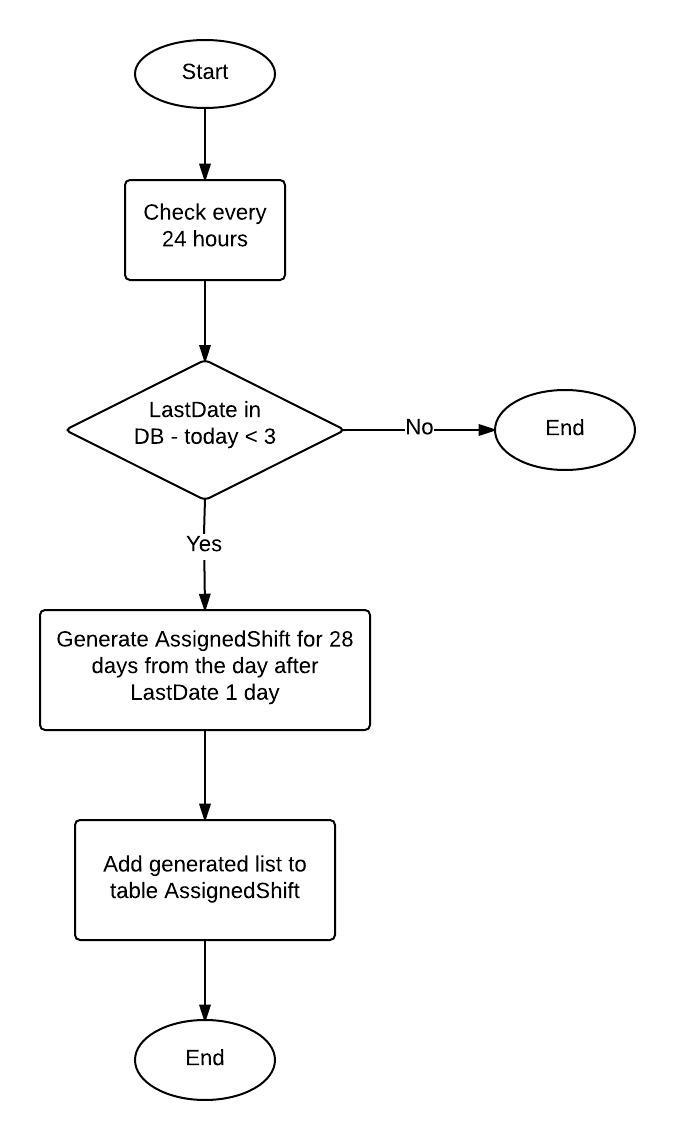 Start
Check every
24 hours
LastDate in
DB - today < 3
No
End
Yes
Generate AssignedShift for 28
days from the day after
LastDate 1 day
Add generated list to
table AssignedShift
End